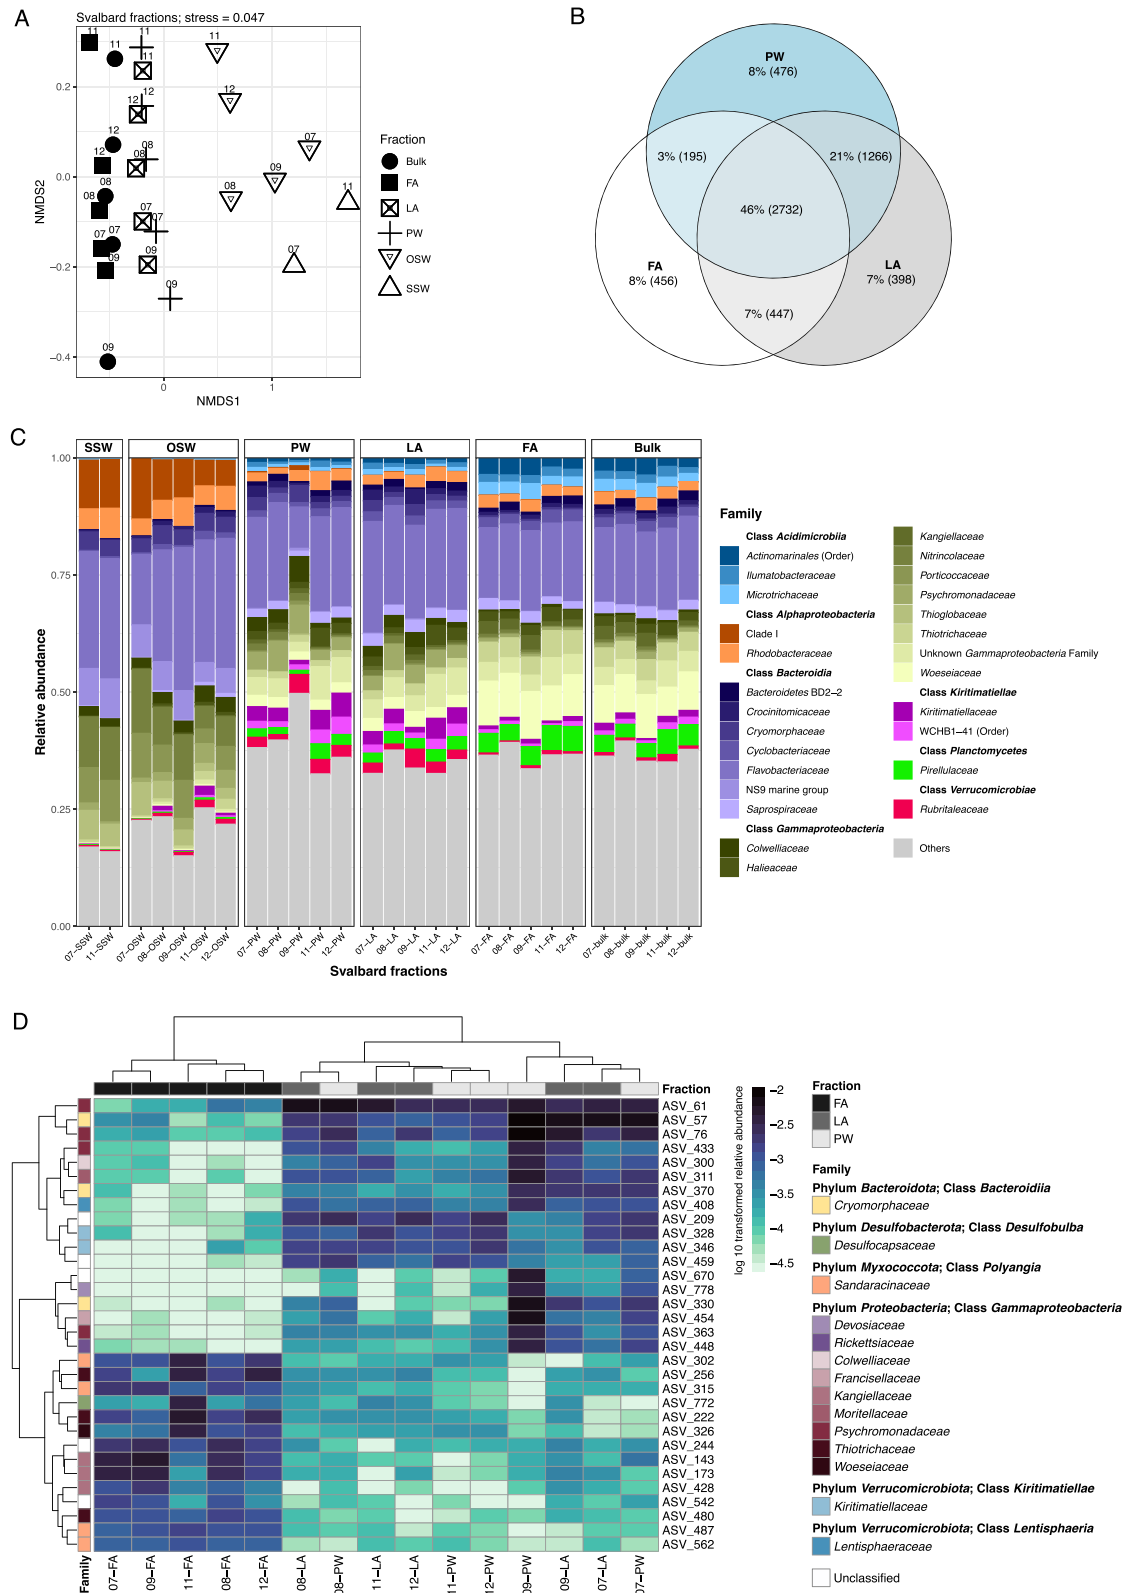 A
Svalbard fractions; stress = 0.047
11
11
11
11
11
12
12
12
12
12
08
08
08
08
08
07
07
07
07
07
09
09
09
09
09
11
07
0.2
0.0
−0.2
−0.4
NMDS2
0
1
NMDS1
Fraction
Bulk
FA
LA
PW
OSW
SSW
B
PW
8% (476)
3% (195)
21% (1266)
46% (2732)
FA
8% (456)
LA
7% (398)
7% (447)
C
SSW
OSW
PW
LA
FA
Bulk
1.00
0.75
0.50
0.25
0.00
Relative abundance
07−SSW
11−SSW
07−OSW
08−OSW
09−OSW
11−OSW
12−OSW
07−PW
08−PW
09−PW
11−PW
12−PW
07−LA
08−LA
09−LA
11−LA
12−LA
07−FA
08−FA
09−FA
11−FA
12−FA
07−bulk
08−bulk
09−bulk
11−bulk
12−bulk
Svalbard fractions
Family
Class Acidimicrobiia
Actinomarinales (Order)
Ilumatobacteraceae
Microtrichaceae
Class Alphaproteobacteria
Clade I
Rhodobacteraceae
Class Bacteroidia
Bacteroidetes BD2−2
Crocinitomicaceae
Cryomorphaceae
Cyclobacteriaceae
Flavobacteriaceae
NS9 marine group
Saprospiraceae
Class Gammaproteobacteria
Colwelliaceae
Halieaceae
Kangiellaceae
Nitrincolaceae
Porticoccaceae
Psychromonadaceae
Thioglobaceae
Thiotrichaceae
Unknown Gammaproteobacteria Family
Woeseiaceae
Class Kiritimatiellae
Kiritimatiellaceae
WCHB1−41 (Order)
Class Planctomycetes
Pirellulaceae
Class Verrucomicrobiae
Rubritaleaceae
Others
D
Fraction
ASV_61
ASV_57
ASV_76
ASV_433
ASV_300
ASV_311
ASV_370
ASV_408
ASV_209
ASV_328
ASV_346
ASV_459
ASV_670
ASV_778
ASV_330
ASV_454
ASV_363
ASV_448
ASV_302
ASV_256
ASV_315
ASV_772
ASV_222
ASV_326
ASV_244
ASV_143
ASV_173
ASV_428
ASV_542
ASV_480
ASV_487
ASV_562
Family
07−FA
09−FA
11−FA
08−FA
12−FA
08−LA
08−PW
11−LA
12−LA
11−PW
12−PW
09−PW
09−LA
07−LA
07−PW
log 10 transformed relative abundance
−2
−2.5
−3
−3.5
−4
−4.5
Fraction
FA
LA
PW
Family
Phylum Bacteroidota; Class Bacteroidiia
Cryomorphaceae
Phylum Desulfobacterota; Class Desulfobulba
Desulfocapsaceae
Phylum Myxococcota; Class Polyangia
Sandaracinaceae
Phylum Proteobacteria; Class Gammaproteobacteria
Devosiaceae
Rickettsiaceae
Colwelliaceae
Francisellaceae
Kangiellaceae
Moritellaceae
Psychromonadaceae
Thiotrichaceae
Woeseiaceae
Phylum Verrucomicrobiota; Class Kiritimatiellae
Kiritimatiellaceae
Phylum Verrucomicrobiota; Class Lentisphaeria
Lentisphaeraceae
Unclassified